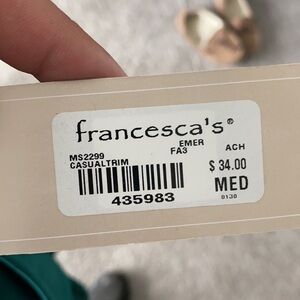 francesca's®
EMER
MS2299 FA3 ACH
CASUALTRIM $ 34.00
MED
435983 0130